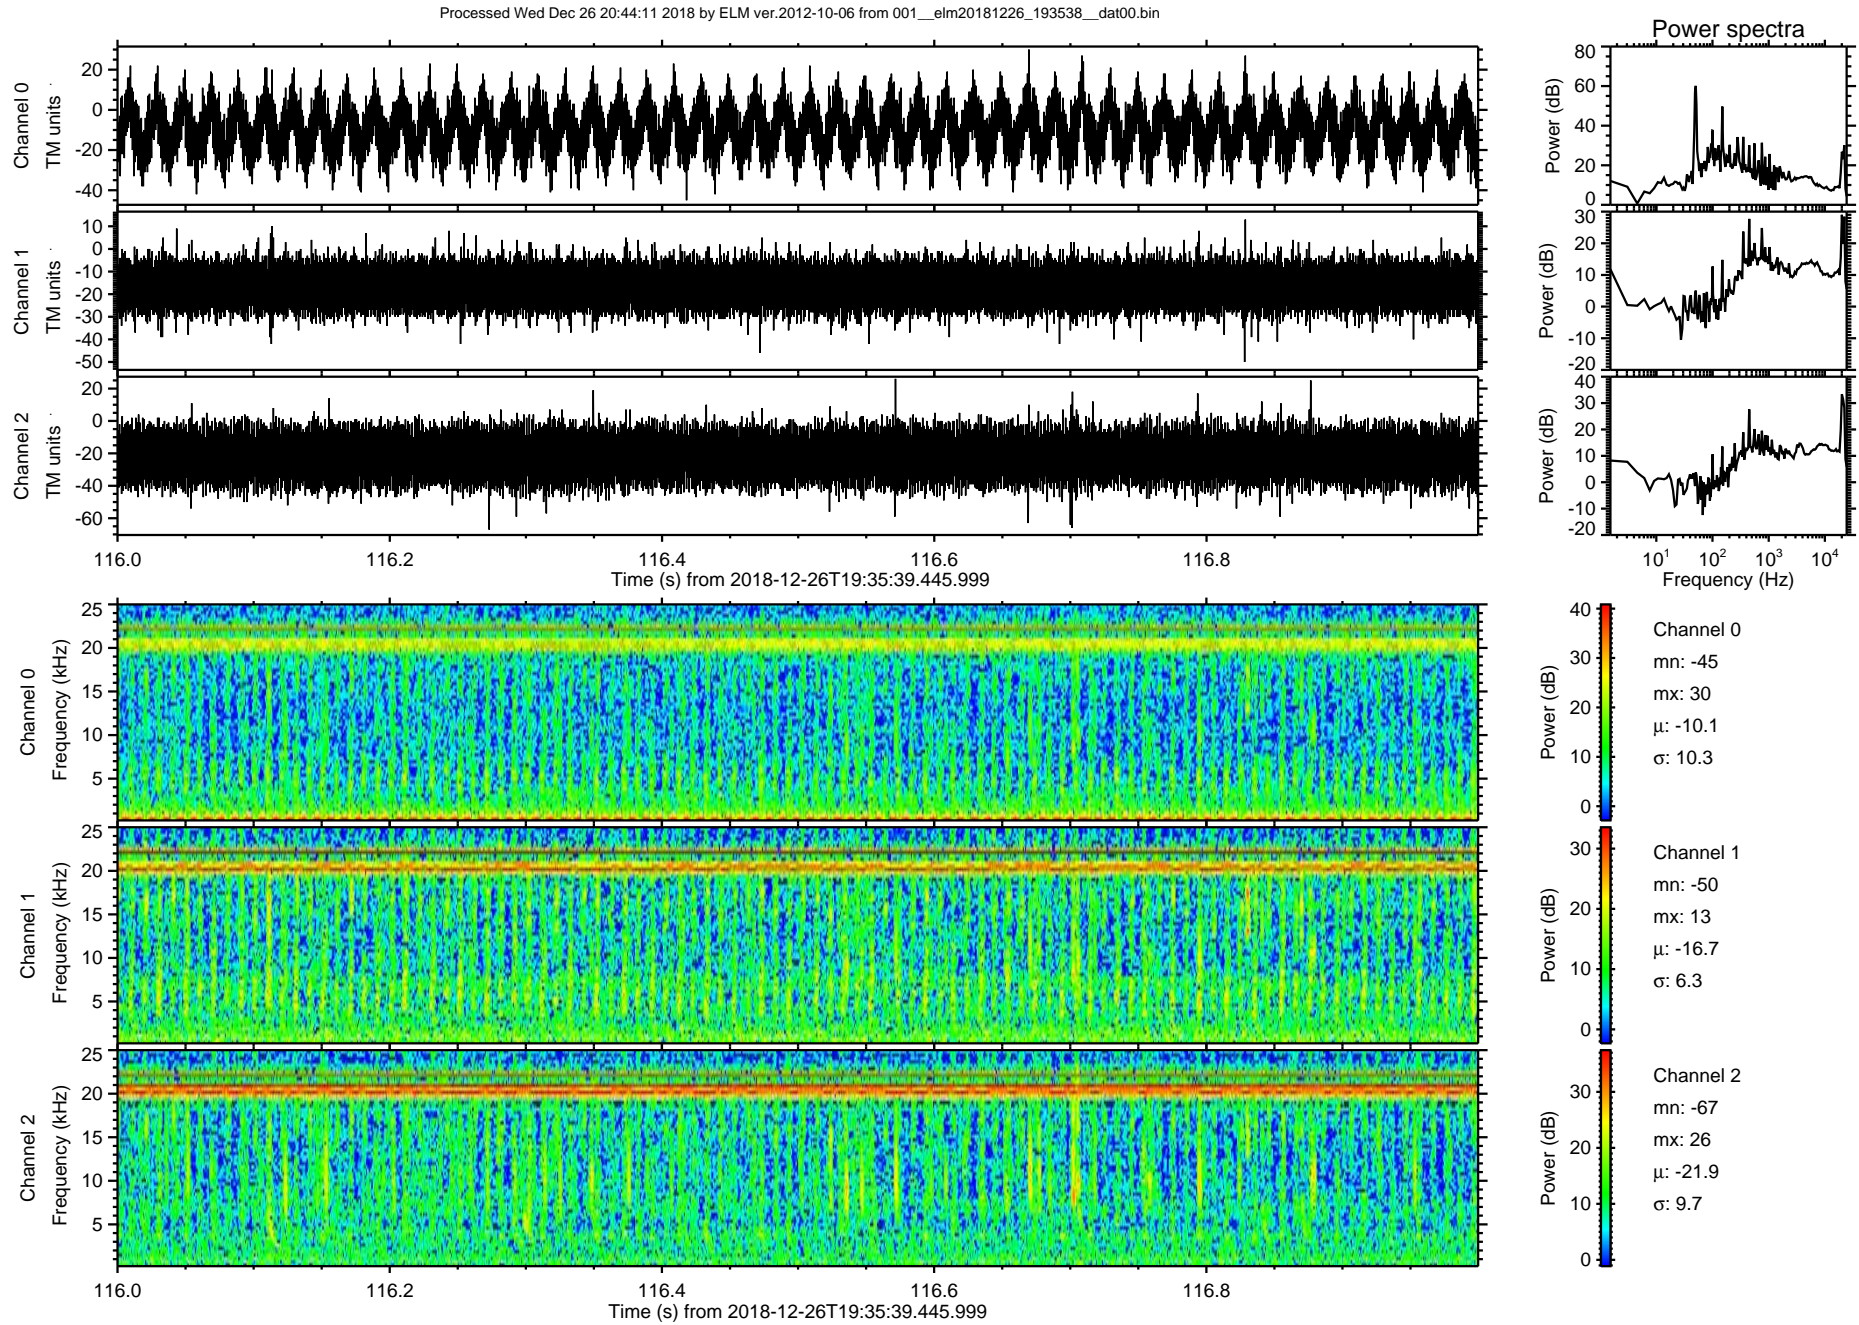 Processed Wed Dec 26 20:44:11 2018 by ELM ver.2012-10-06 from 001__elm20181226_193538__dat00.bin
Power spectra
Channel 0
TM units
20
0
-20
-40
Power (dB)
80
60
40
20
0
Channel 1
TM units
10
0
-10
-20
-30
-40
-50
Power (dB)
30
20
10
0
-10
-20
Channel 2
TM units
20
0
-20
-40
-60
Power (dB)
40
30
20
10
0
-10
-20
116.0 116.2 116.4 116.6 116.8
Time (s) from 2018-12-26T19:35:39.445.999
10¹ 10² 10³ 10⁴
Frequency (Hz)
Channel 0
Frequency (kHz)
25
20
15
10
5
Power (dB)
40
30
20
10
0
Channel 0
mn: -45
mx: 30
μ: -10.1
σ: 10.3
Channel 1
Frequency (kHz)
25
20
15
10
5
Power (dB)
30
20
10
0
Channel 1
mn: -50
mx: 13
μ: -16.7
σ: 6.3
Channel 2
Frequency (kHz)
25
20
15
10
5
Power (dB)
30
20
10
0
Channel 2
mn: -67
mx: 26
μ: -21.9
σ: 9.7
116.0 116.2 116.4 116.6 116.8
Time (s) from 2018-12-26T19:35:39.445.999